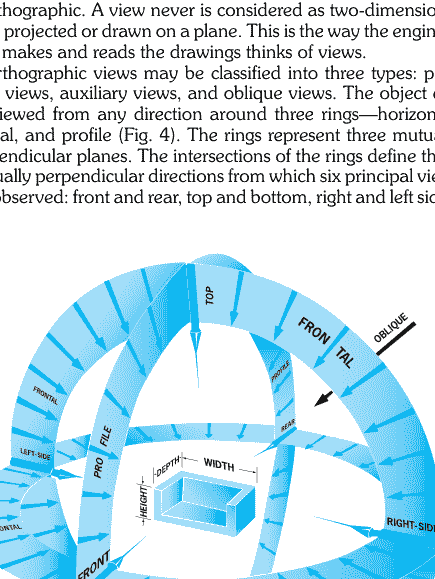 thographic. A view never is considered as two-dimensio
projected or drawn on a plane. This is the way the engin
makes and reads the drawings thinks of views.
rthographic views may be classified into three types: p
views, auxiliary views, and oblique views. The object
iewed from any direction around three rings—horizon
al, and profile (Fig. 4). The rings represent three mutu
endicular planes. The intersections of the rings define th
ually perpendicular directions from which six principal vie
observed: front and rear, top and bottom, right and left sid
TOP
FRON TAL
OBLIQUE
PROFILE
FRONTAL
REAR
PRO FILE
LEFT-SIDE
DEPTH
WIDTH
HEIGHT
RIGHT-SIDE
ONTAL
FRONT